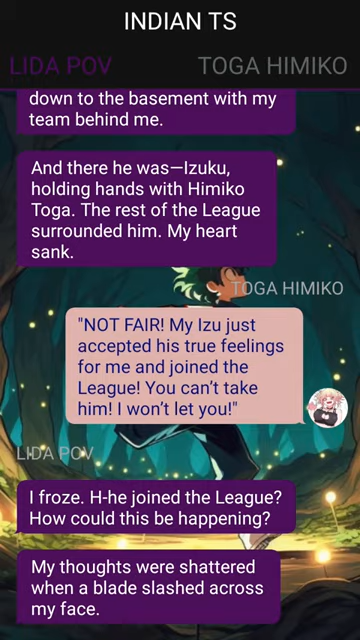 INDIAN TS
LIDA POV
TOGA HIMIKO
down to the basement with my
team behind me.
And there he was—Izuku,
holding hands with Himiko
Toga. The rest of the League
surrounded him. My heart
sank.
TOGA HIMIKO
"NOT FAIR! My Izu just
accepted his true feelings
for me and joined the
League! You can't take
him! I won't let you!"
LIDA POV
I froze. H-he joined the League?
How could this be happening?
My thoughts were shattered
when a blade slashed across
my face.